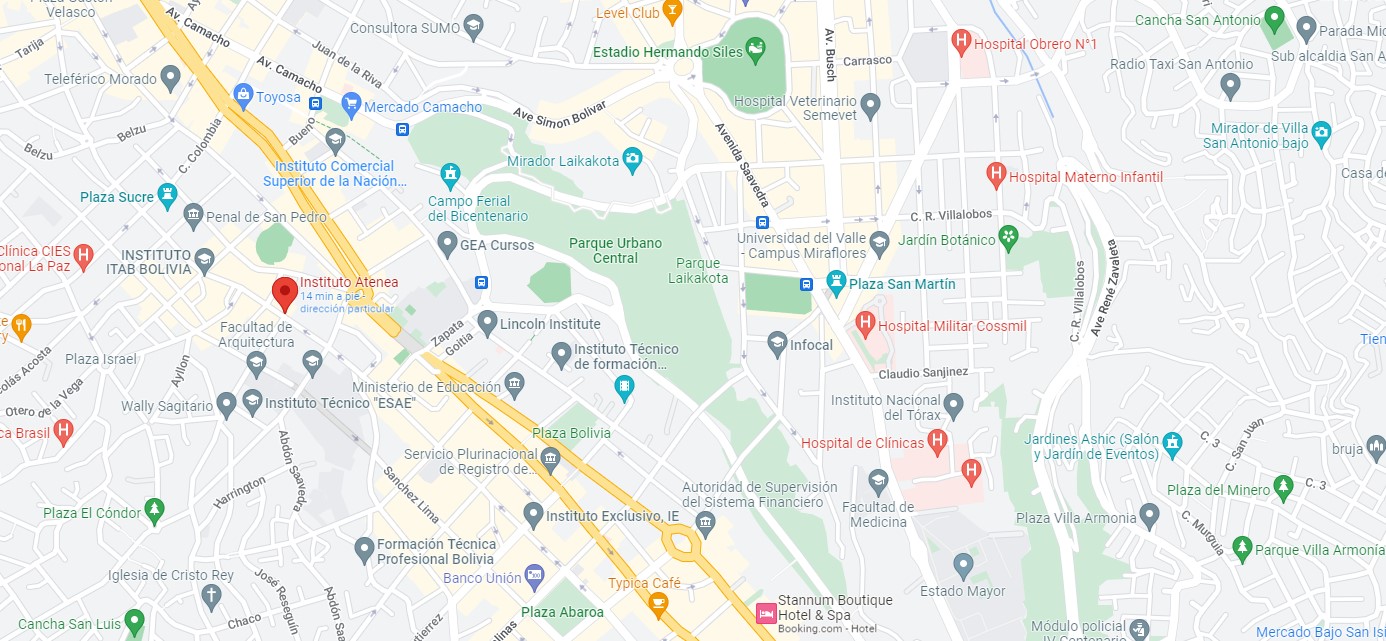 Plaza Gastón
Velasco
Tarija
Av. Camacho
Juan de la Riva
Consultora SUMO
Level Club
Estadio Hernando Siles
Av. Busch
Carrasco
Hospital Obrero N°1
Cancha San Antonio
Parada Mic
Sub alcaldia San A
Radio Taxi San Antonio
Teleférico Morado
Toyosa
Av. Camacho
Mercado Camacho
Ave Simon Bolivar
Hospital Veterinario
Semevet
Belzu
Belzu
C. Colombia
Bueno
Avenida Saavedra
Mirador de Villa
San Antonio bajo
Mirador Laikakota
Instituto Comercial
Superior de la Nación...
Hospital Materno Infantil
Casa de
Plaza Sucre
Penal de San Pedro
Campo Ferial
del Bicentenario
C. R. Villalobos
GEA Cursos
Parque Urbano
Central
Universidad del Valle
- Campus Miraflores
Jardín Botánico
Clínica CIES
onal La Paz
INSTITUTO
ITAB BOLIVIA
Parque
Laikakota
Plaza San Martín
C. R. Villalobos
Ave René Zavaleta
Instituto Atenea
14 min a pie -
dirección particular
Facultad de
Arquitectura
Zapata
Goitia
Lincoln Institute
Hospital Militar Cossmil
te
ry
Plaza Israel
Instituto Técnico
de formación...
Infocal
Tien
olás Acosta
Ayllon
Ministerio de Educación
Claudio Sanjinez
Otero de la Vega
Wally Sagitario
Instituto Técnico "ESAE"
Instituto Nacional
del Tórax
ca Brasil
Plaza Bolivia
Hospital de Clínicas
Jardines Ashic (Salón
y Jardín de Eventos)
C. 3
C. San Juan
bruja
Abdón Saavedra
Servicio Plurinacional
de Registro de...
Harrington
Sanchez Lima
Autoridad de Supervisión
del Sistema Financiero
Facultad de
Medicina
Plaza del Minero
C. 3
Plaza El Cóndor
Instituto Exclusivo, IE
Plaza Villa Armonia
C. Murguia
Formación Técnica
Profesional Bolivia
Parque Villa Armonía
Iglesia de Cristo Rey
José Reseguín
Banco Unión
Typica Café
Estado Mayor
Cancha San Luis
Chaco
Abdón Saa
utierrez
Plaza Abaroa
olinas
Stannum Boutique
Hotel & Spa
Booking.com - Hotel
Módulo policial
IV Centenario
Mercado Bajo San Isi